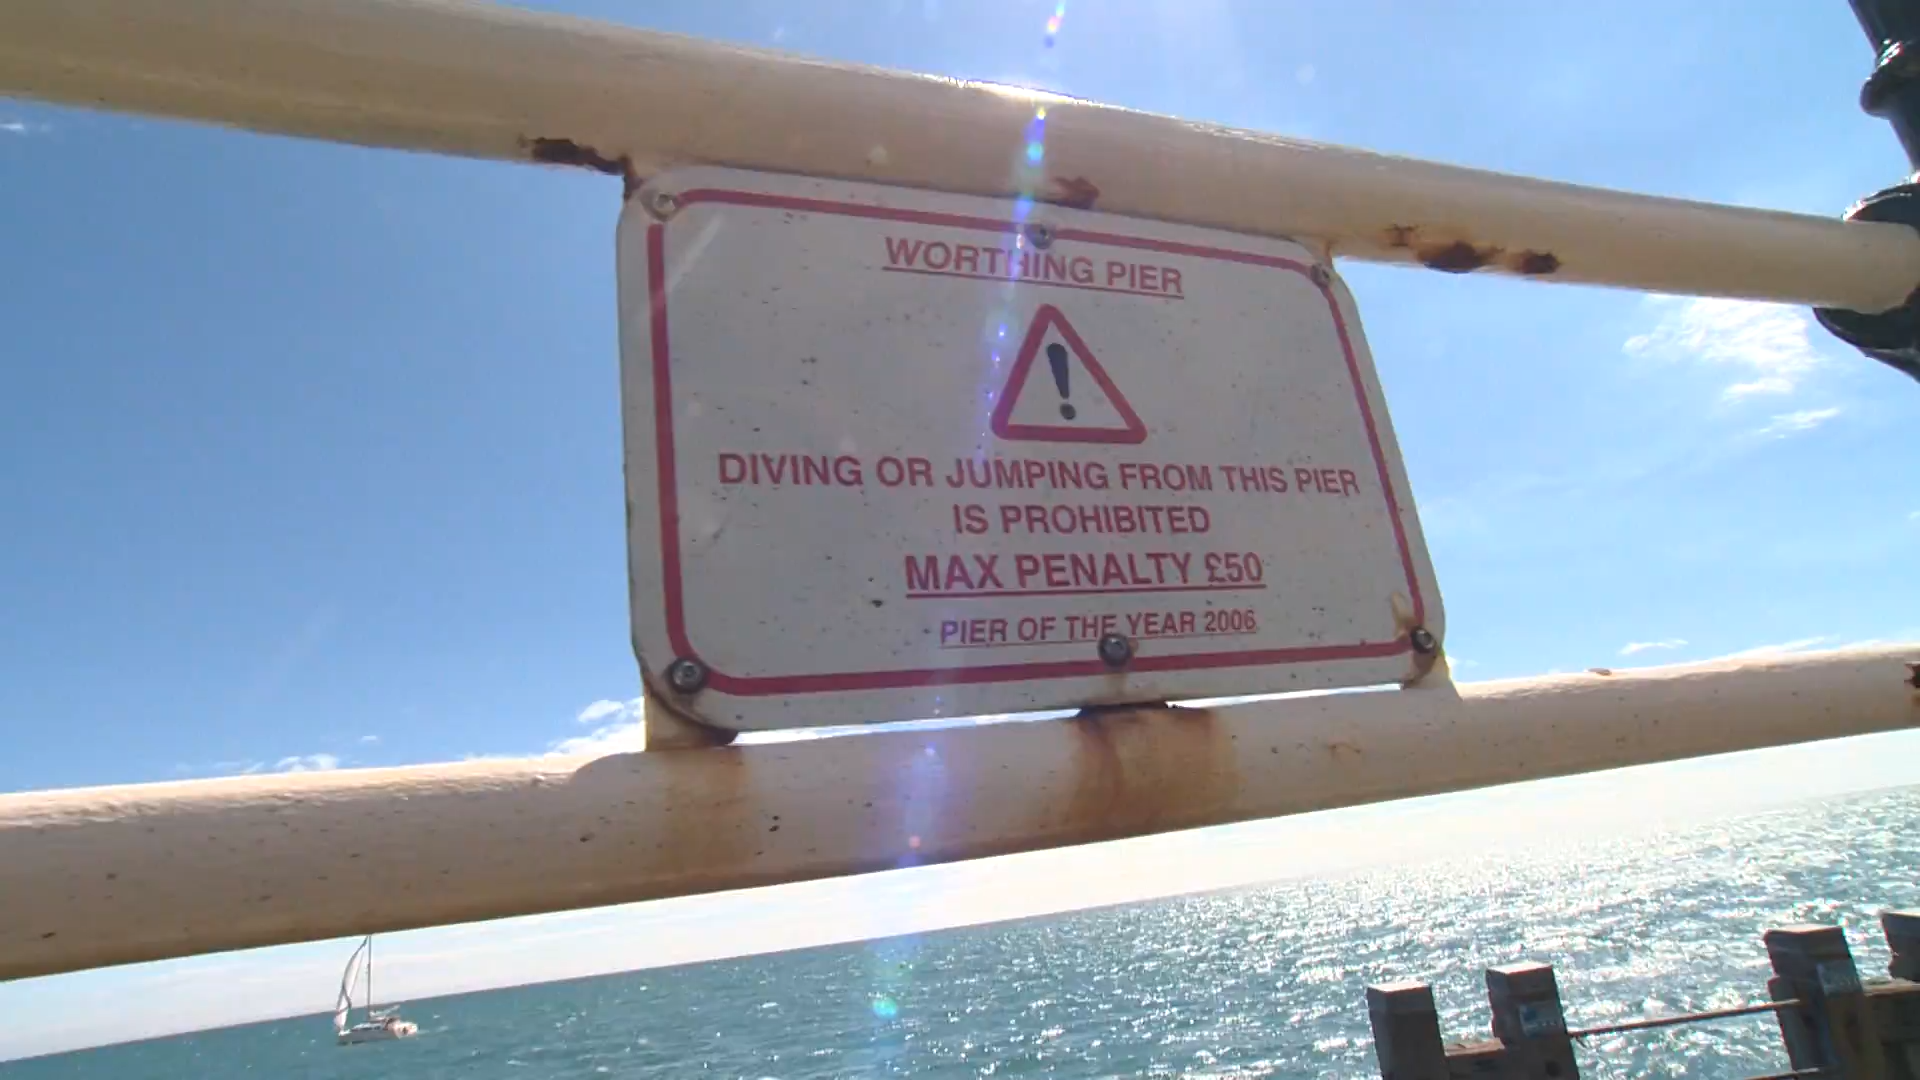 WORTHING PIER
DIVING OR JUMPING FROM THIS PIER
IS PROHIBITED
MAX PENALTY £50
PIER OF THE YEAR 2006